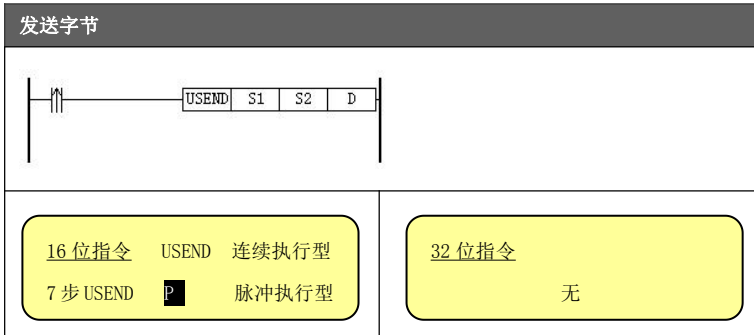 发送字节
USEND S1 S2 D
16 位指令 USEND 连续执行型
7 步 USEND P 脉冲执行型
32 位指令
无